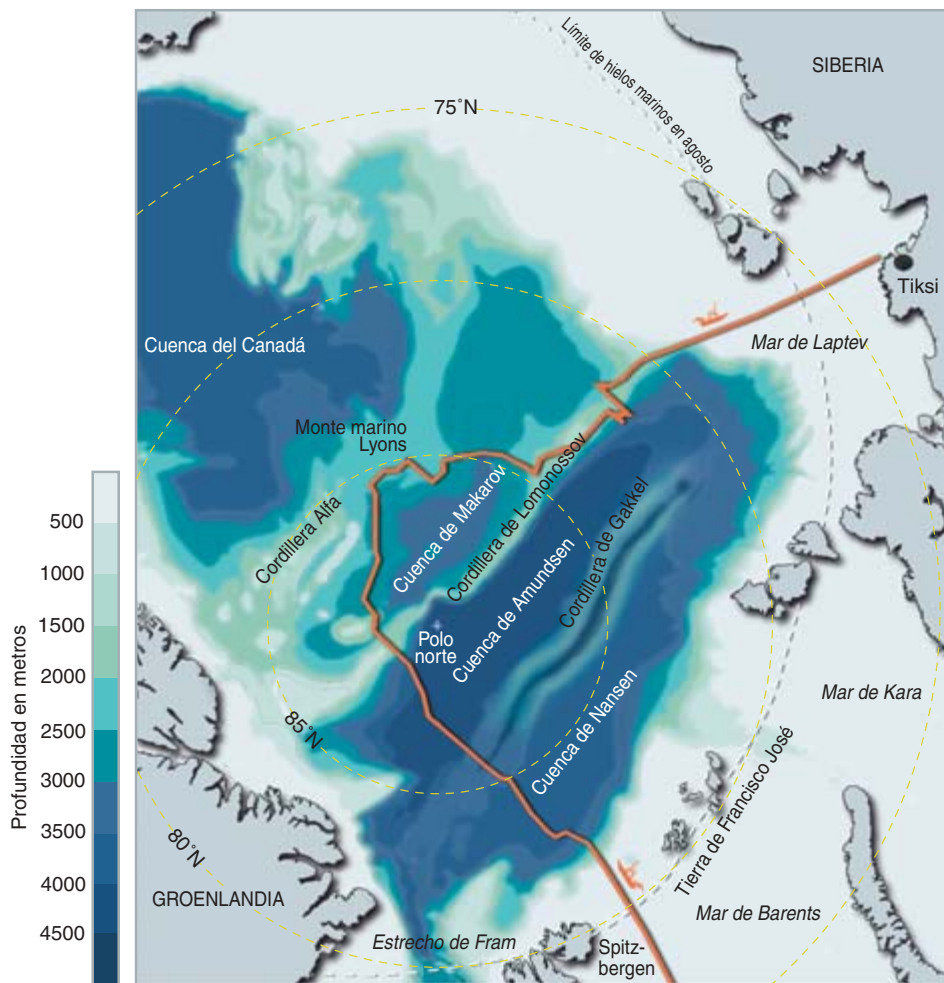 Límite de hielos marinos en agosto
SIBERIA
75°N
Tiksi
Mar de Laptev
Cuenca del Canadá
Monte marino
Lyons
Cordillera Alfa
Cuenca de Makarov
Cordillera de Lomonossov
Cuenca de Amundsen
Cordillera de Gakkel
Polo
norte
Cuenca de Nansen
Mar de Kara
85°N
80°N
Tierra de Francisco José
GROENLANDIA
Mar de Barents
Estrecho de Fram
Spitz-
bergen
Profundidad en metros
500
1000
1500
2000
2500
3000
3500
4000
4500